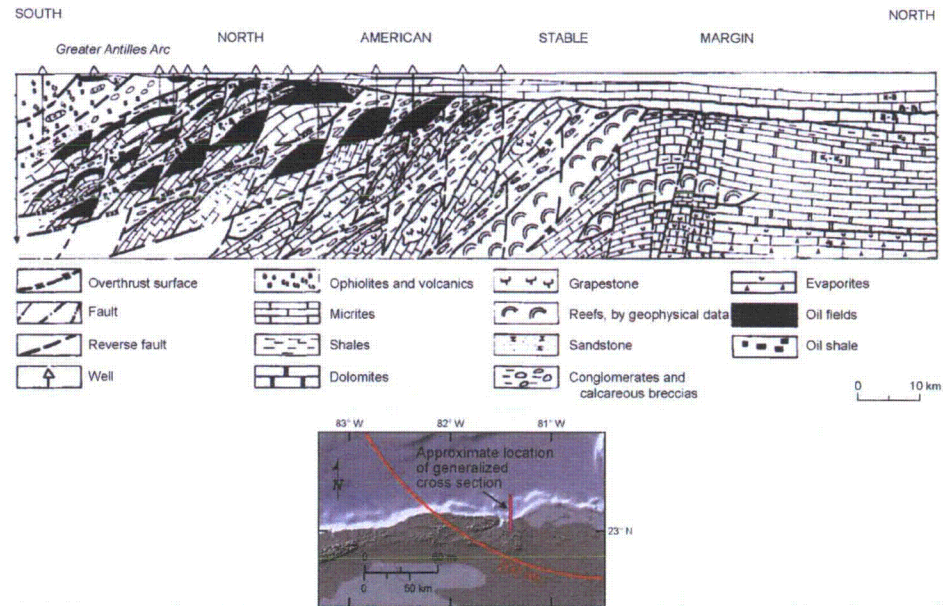 SOUTH
NORTH
Greater Antilles Arc
NORTH AMERICAN STABLE MARGIN
Overthrust surface
Fault
Reverse fault
Well
Ophiolites and volcanics
Micrites
Shales
Dolomites
Grapestone
Reefs, by geophysical data
Sandstone
Conglomerates and
calcareous breccias
Evaporites
Oil fields
Oil shale
0 10 km
83° W 82° W 81° W
Approximate location
of generalized
cross section
N
23° N
0
0 50 km